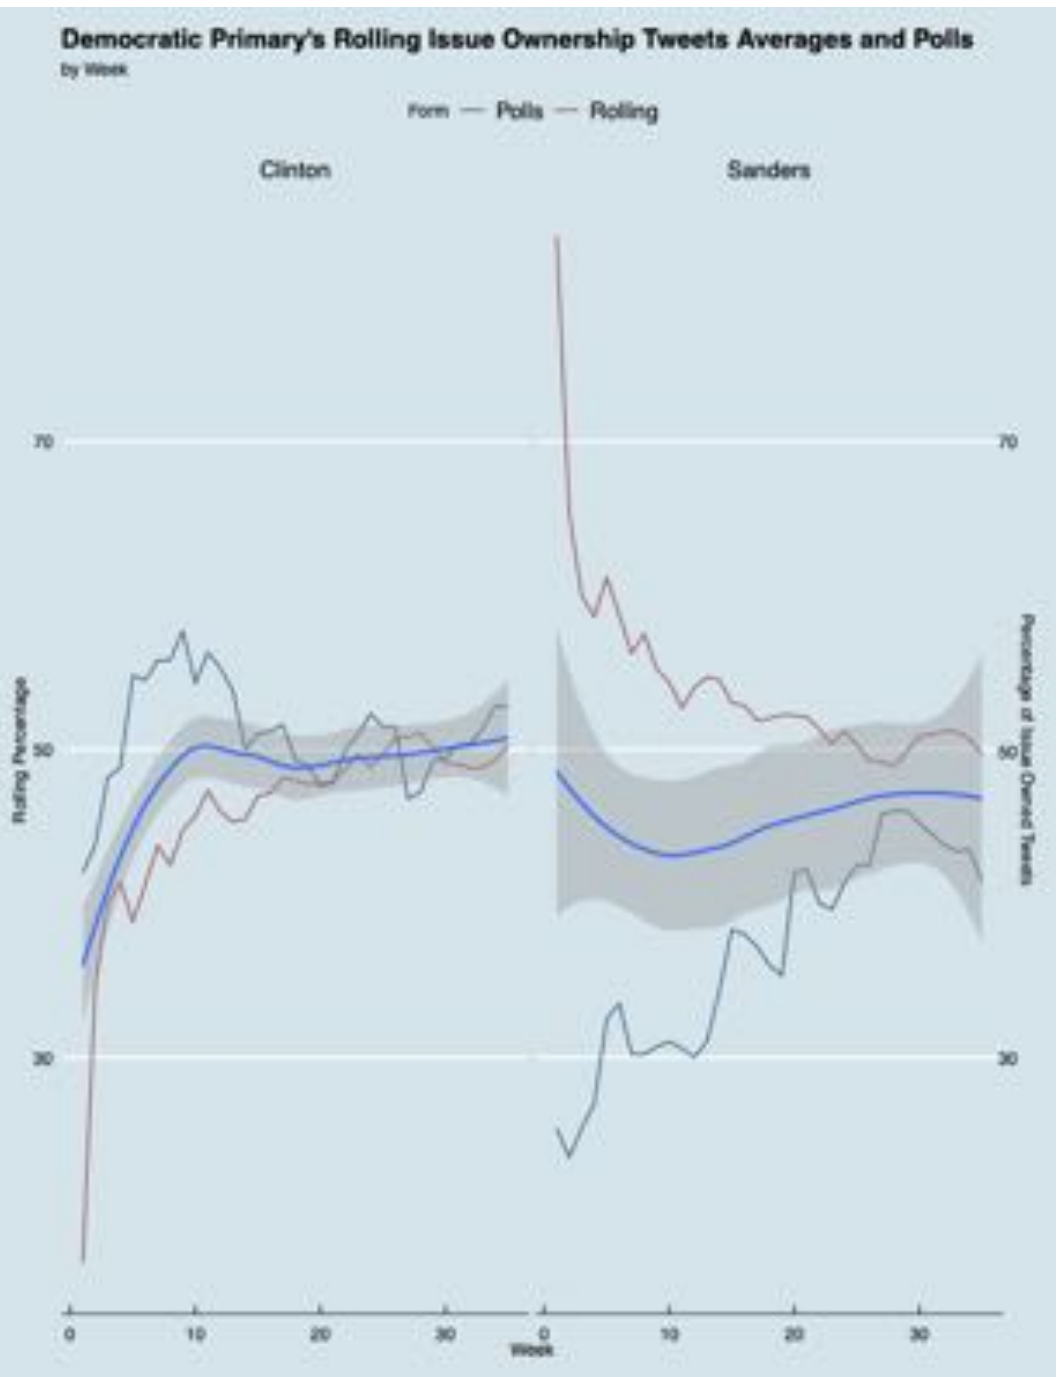 Democratic Primary's Rolling Issue Ownership Tweets Averages and Polls
by Week
Form Polls Rolling
Clinton Sanders
70 70
50 50
30 30
Rolling Percentage
Percentage of Issue Owned Tweets
0 10 20 30 0 10 20 30
Week